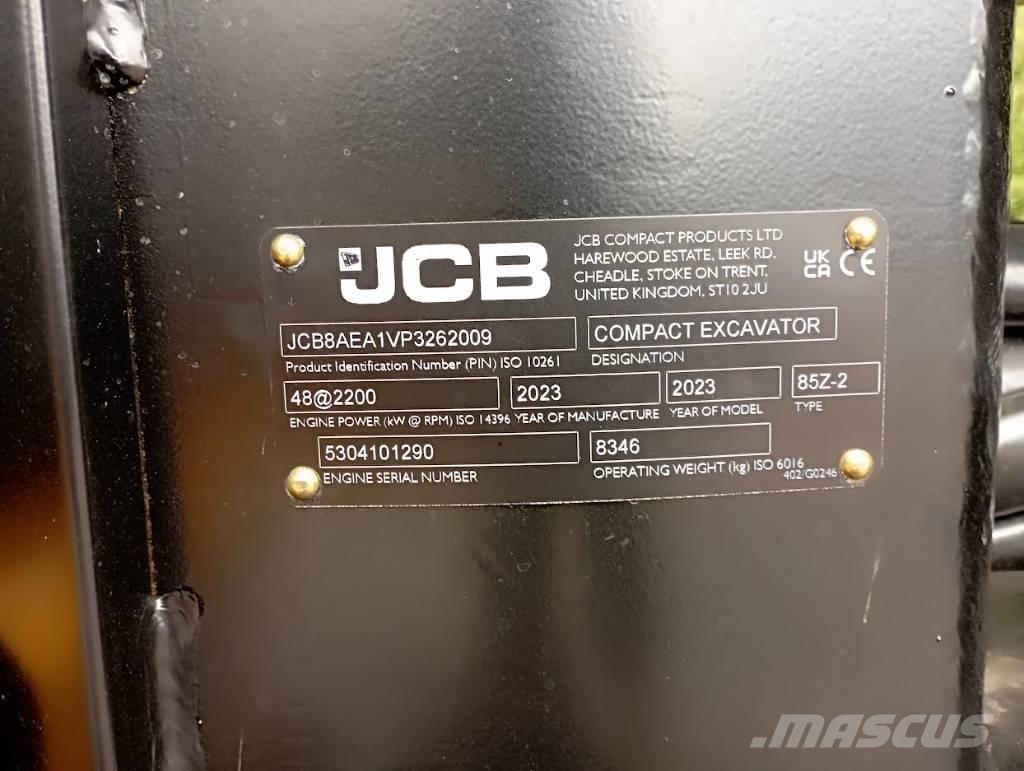 JCB
JCB COMPACT PRODUCTS LTD
HAREWOOD ESTATE, LEEK RD,
CHEADLE, STOKE ON TRENT,
UNITED KINGDOM, ST10 2JU
UK
CA CE
JCB8AEA1VP3262009
Product Identification Number (PIN) ISO 10261
COMPACT EXCAVATOR
DESIGNATION
48@2200
ENGINE POWER (kW @ RPM) ISO 14396
2023
YEAR OF MANUFACTURE
2023
YEAR OF MODEL
85Z-2
TYPE
5304101290
ENGINE SERIAL NUMBER
8346
OPERATING WEIGHT (kg) ISO 6016
402/G0246
MASCUS